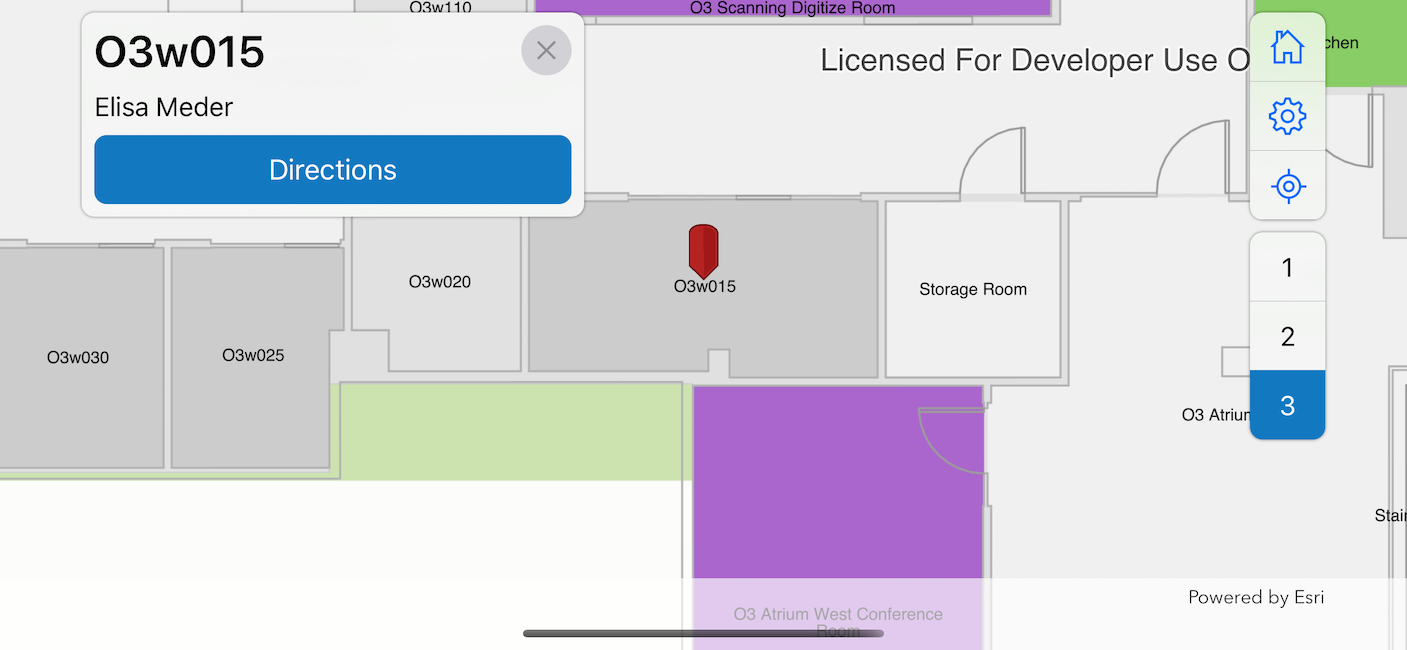 O3w110
O3 Scanning Digitize Room
O3w015
Elisa Meder
Directions
Licensed For Developer Use O
chen
O3w020
O3w015
Storage Room
O3w030
O3w025
1
2
3
O3 Atrium
Stair
Powered by Esri
O3 Atrium West Conference
Room